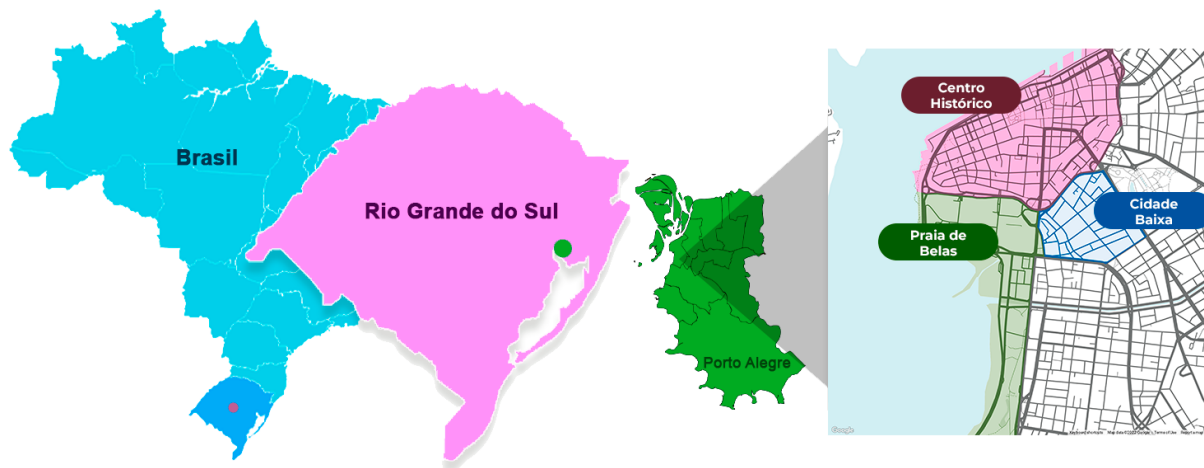 Brasil
Rio Grande do Sul
Porto Alegre
Centro
Histórico
Cidade
Baixa
Praia de
Belas
Google